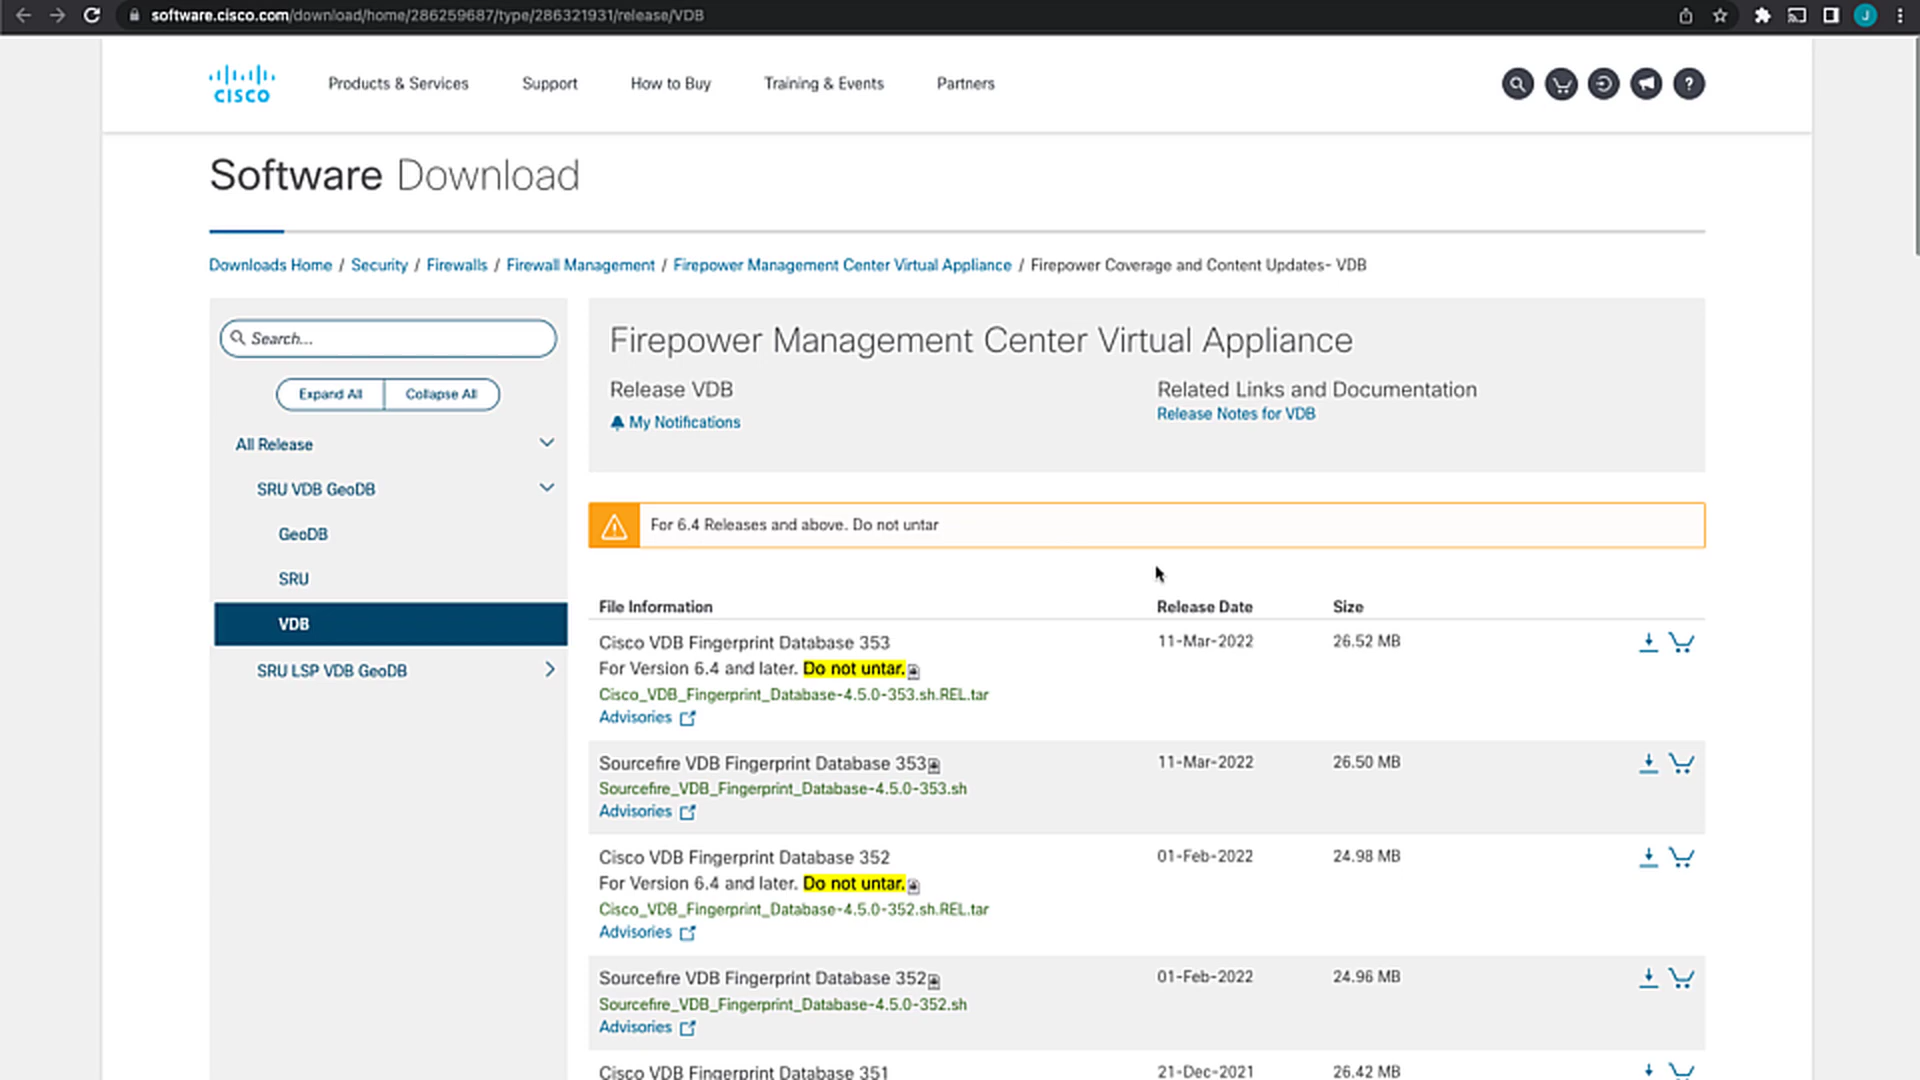 software.cisco.com/download/home/286259687/type/286321931/release/VDB
J
CISCO
Products & Services
Support
How to Buy
Training & Events
Partners
?
Software Download
Downloads Home / Security / Firewalls / Firewall Management / Firepower Management Center Virtual Appliance / Firepower Coverage and Content Updates- VDB
Search...
Expand All
Collapse All
All Release
SRU VDB GeoDB
GeoDB
SRU
VDB
SRU LSP VDB GeoDB
Firepower Management Center Virtual Appliance
Release VDB
My Notifications
Related Links and Documentation
Release Notes for VDB
For 6.4 Releases and above. Do not untar
File Information
Release Date
Size
Cisco VDB Fingerprint Database 353
11-Mar-2022
26.52 MB
For Version 6.4 and later. Do not untar.
Cisco_VDB_Fingerprint_Database-4.5.0-353.sh.REL.tar
Advisories
Sourcefire VDB Fingerprint Database 353
11-Mar-2022
26.50 MB
Sourcefire_VDB_Fingerprint_Database-4.5.0-353.sh
Advisories
Cisco VDB Fingerprint Database 352
01-Feb-2022
24.98 MB
For Version 6.4 and later. Do not untar.
Cisco_VDB_Fingerprint_Database-4.5.0-352.sh.REL.tar
Advisories
Sourcefire VDB Fingerprint Database 352
01-Feb-2022
24.96 MB
Sourcefire_VDB_Fingerprint_Database-4.5.0-352.sh
Advisories
Cisco VDB Fingerprint Database 351
21-Dec-2021
26.42 MB